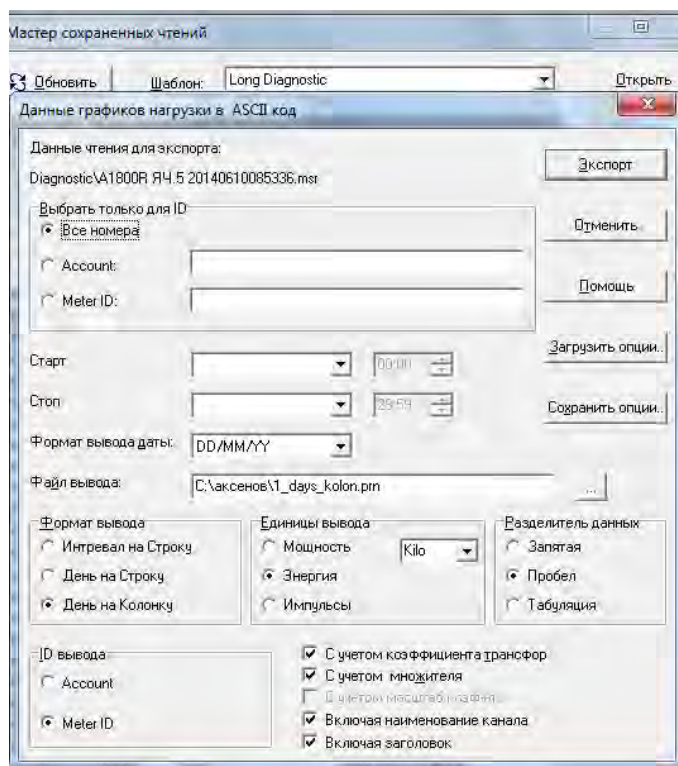 Мастер сохраненных чтений
Обновить Шаблон: Long Diagnostic Открыть
Данные графиков нагрузки в ASCII код
Данные чтения для экспорта:
Diagnostic\A1800R ЯЧ.5 20140610085336.msr
Экспорт
Выбрать только для ID
Все номера
Отменить
Account:
Помощь
Meter ID:
Загрузить опции..
Старт 00:00
Стоп 23:59
Сохранить опции..
Формат вывода даты: DD/MM/YY
Файл вывода: C:\аксенов\1_days_kolon.prn ...
Формат вывода Единицы вывода Разделитель данных
Интревал на Строку Мощность Kilo Запятая
День на Строку Энергия Пробел
День на Колонку Импульсы Табуляция
ID вывода С учетом коэффициента трансфор
Account С учетом множителя
С учетом масштаб
Meter ID Включая наименование канала
Включая заголовок